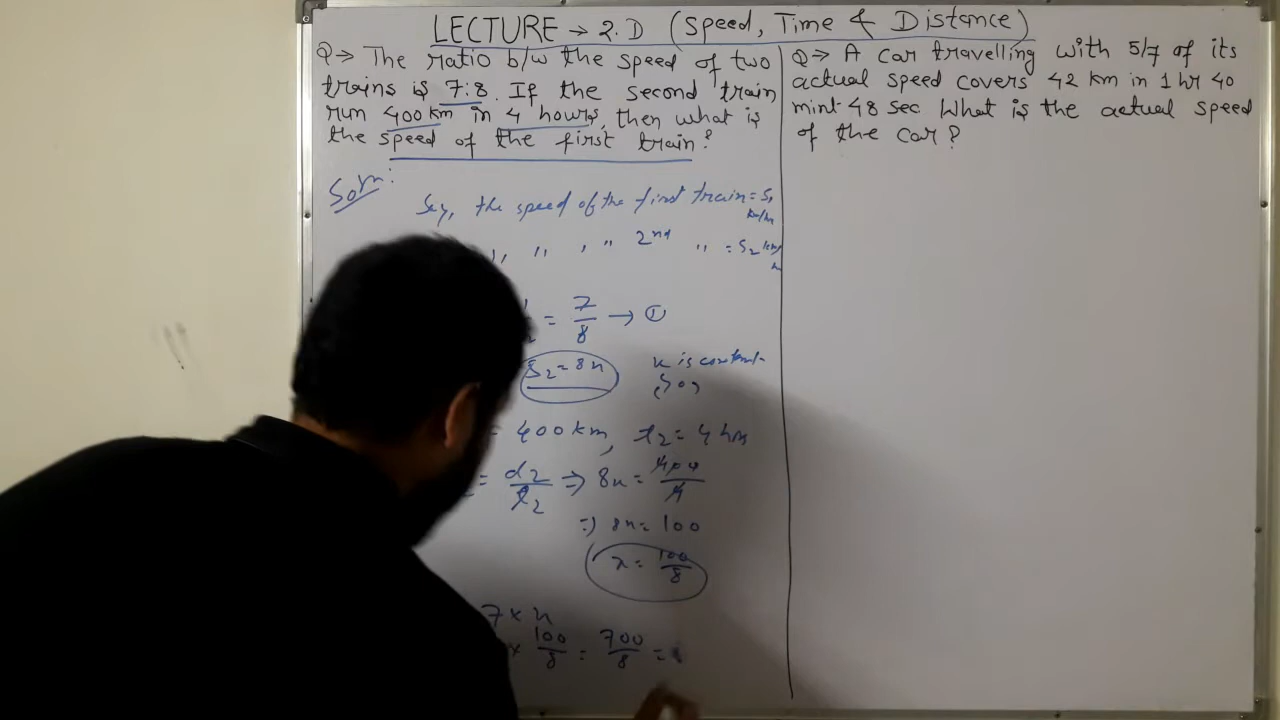 LECTURE → 2.D (Speed, Time & Distance)
Q→ The ratio b/w the speed of two
trains is 7:8. If the second train
run 400 km in 4 hours, then what is
the speed of the first train?
Soln:
Say, the speed of the first train = S1
km/hr
,, ,, ,, 2nd ,, = S2 km/
= 7/8 → ①
S2 = 8x
x is constant
So,
= 400 km, t2 = 4 hrs
= d2/t2 ⇒ 8x = 400/4
⇒ 8x = 100
x = 100/8
7 × x
× 100/8 = 700/8 =
Q→ A car travelling with 5/7 of its
actual speed covers 42 km in 1 hr 40
mint 48 sec What is the actual speed
of the car?